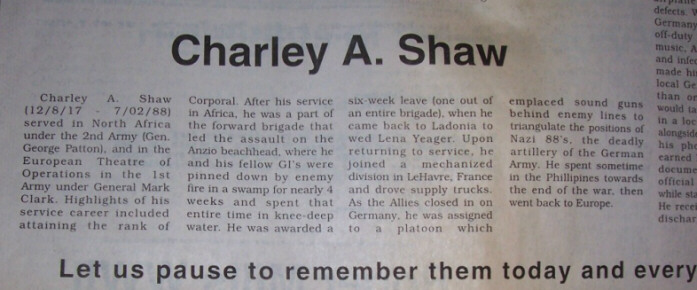 Charley A. Shaw
Charley A. Shaw
(12/8/17 - 7/02/88)
served in North Africa
under the 2nd Army (Gen.
George Patton), and in the
European Theatre of
Operations in the 1st
Army under General Mark
Clark. Highlights of his
service career included
attaining the rank of
Corporal. After his service
in Africa, he was a part of
the forward brigade that
led the assault on the
Anzio beachhead, where he
and his fellow GI's were
pinned down by enemy
fire in a swamp for nearly 4
weeks and spent that
entire time in knee-deep
water. He was awarded a
six-week leave (one out of
an entire brigade), when he
came back to Ladonia to
wed Lena Yeager. Upon
returning to service, he
joined a mechanized
division in LeHavre, France
and drove supply trucks.
As the Allies closed in on
Germany, he was assigned
to a platoon which
emplaced sound guns
behind enemy lines to
triangulate the positions of
Nazi 88's, the deadly
artillery of the German
Army. He spent sometime
in the Phillipines towards
the end of the war, then
went back to Europe.
defects.
Germany
off-duty
music. A
and infec
made hi
local Ge
than or
would ta
in a loc
alongsid
his pho
earned
docume
official
while sta
He recei
dischar
Let us pause to remember them today and every